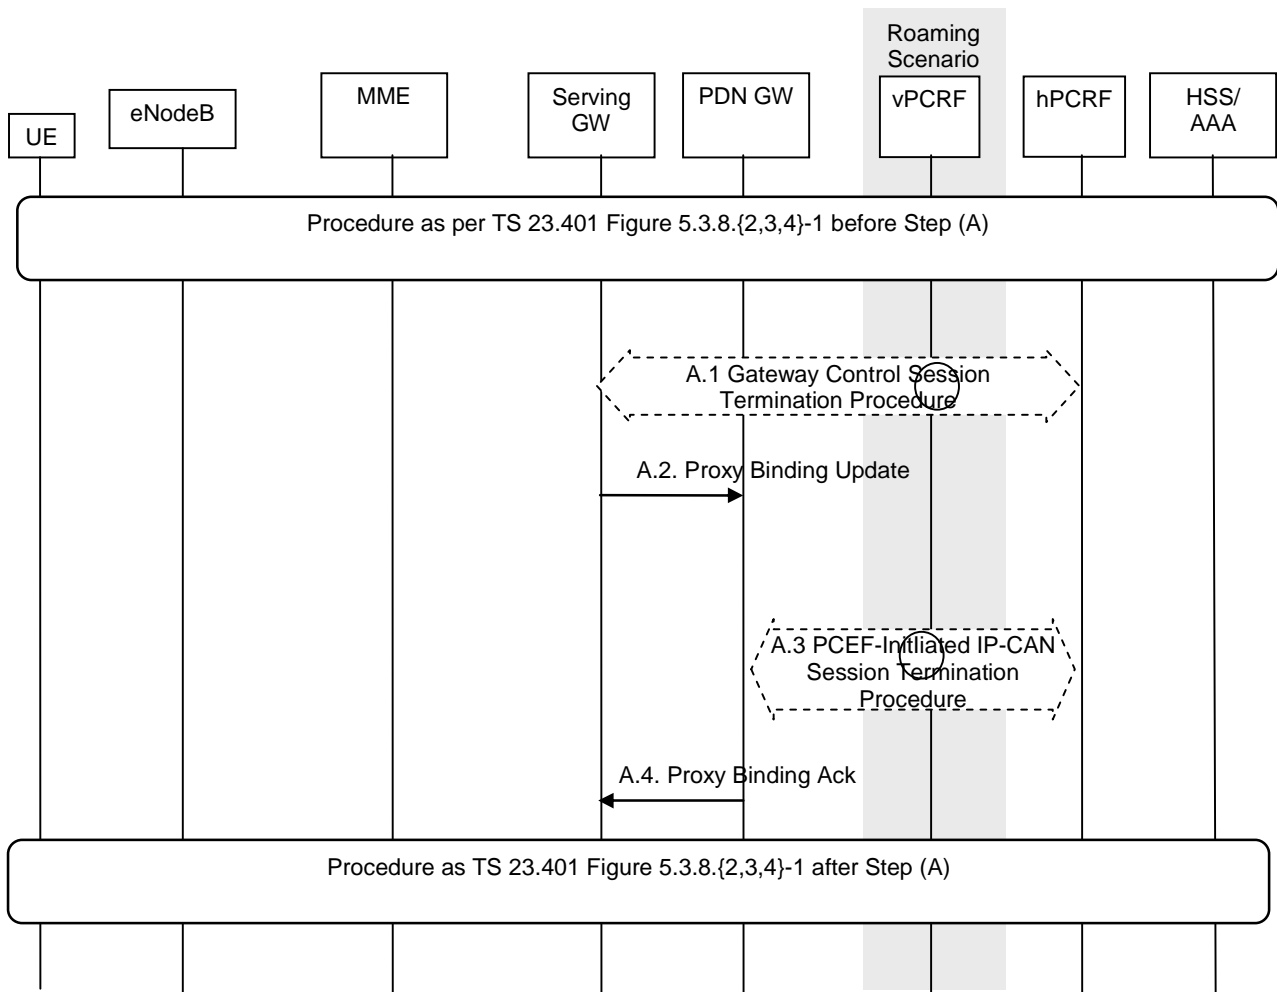 Roaming
Scenario
UE
eNodeB
MME
Serving
GW
PDN GW
vPCRF
hPCRF
HSS/
AAA
Procedure as per TS 23.401 Figure 5.3.8.{2,3,4}-1 before Step (A)
A.1 Gateway Control Session
Termination Procedure
A.2. Proxy Binding Update
A.3 PCEF-Initliated IP-CAN
Session Termination
Procedure
A.4. Proxy Binding Ack
Procedure as TS 23.401 Figure 5.3.8.{2,3,4}-1 after Step (A)